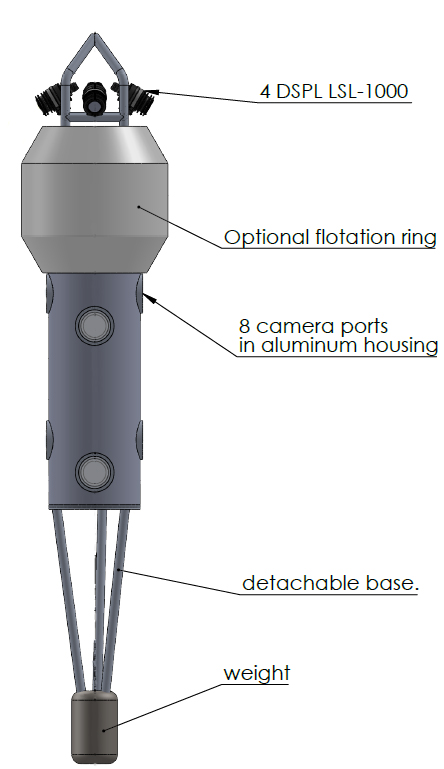 4 DSPL LSL-1000
Optional flotation ring
8 camera ports
in aluminum housing
detachable base.
weight